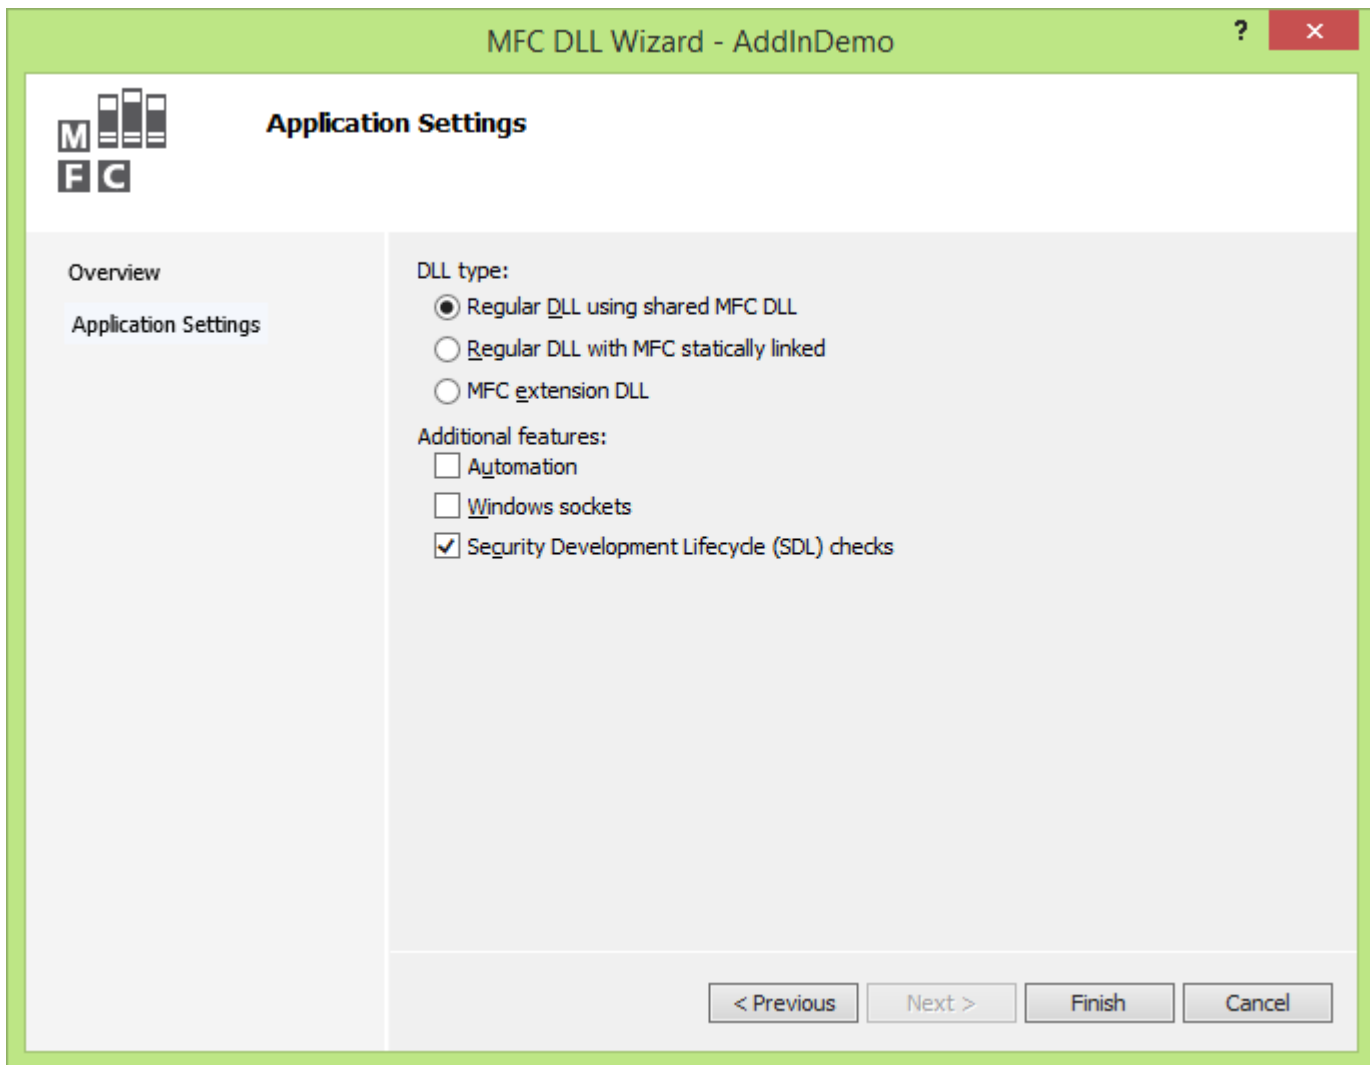 MFC DLL Wizard - AddInDemo
?
M
F C
Application Settings
Overview
Application Settings
DLL type:
Regular DLL using shared MFC DLL
Regular DLL with MFC statically linked
MFC extension DLL
Additional features:
Automation
Windows sockets
Security Development Lifecycle (SDL) checks
< Previous
Next >
Finish
Cancel